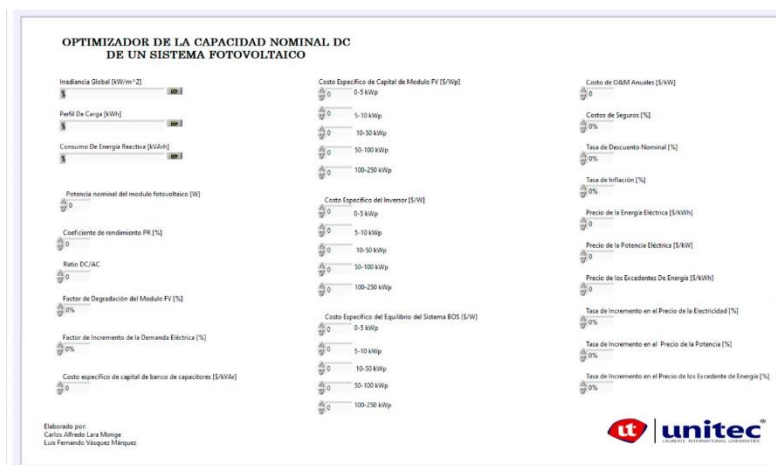 OPTIMIZADOR DE LA CAPACIDAD NOMINAL DC
DE UN SISTEMA FOTOVOLTAICO
Irradiancia Global [kW/m^2]
Perfil De Carga [kWh]
Consumo De Energía Reactiva [kVArh]
Potencia nominal del modulo fotovoltaico [W]
0
Coeficiente de rendimiento PR [%]
0
Ratio DC/AC
0
Factor de Degradación del Modulo FV [%]
0%
Factor de Incremento de la Demanda Eléctrica [%]
0%
Costo específico de capital de banco de capacitores [$/kVAr]
0
Costo Específico de Capital de Modulo FV [$/Wp]
0 0-5 kWp
0 5-10 kWp
0 10-50 kWp
0 50-100 kWp
0 100-250 kWp
Costo Específico del Inversor [$/W]
0 0-5 kWp
0 5-10 kWp
0 10-50 kWp
0 50-100 kWp
0 100-250 kWp
Costo Específico del Equilibrio del Sistema BOS [$/W]
0 0-5 kWp
0 5-10 kWp
0 10-50 kWp
0 50-100 kWp
0 100-250 kWp
Costo de O&M Anuales [$/kW]
0
Costos de Seguros [%]
0%
Tasa de Descuento Nominal [%]
0%
Tasa de Inflación [%]
0%
Precio de la Energía Eléctrica [$/kWh]
0
Precio de la Potencia Eléctrica [$/kW]
0
Precio de los Excedentes De Energía [$/kWh]
0
Tasa de Incremento en el Precio de la Electricidad [%]
0%
Tasa de Incremento en el Precio de la Potencia [%]
0%
Tasa de Incremento en el Precio de los Excedente de Energía [%]
0%
Elaborado por:
Carlos Alfredo Lara Monge
Luis Fernando Vásquez Márquez
unitec
LAUREATE INTERNATIONAL UNIVERSITIES